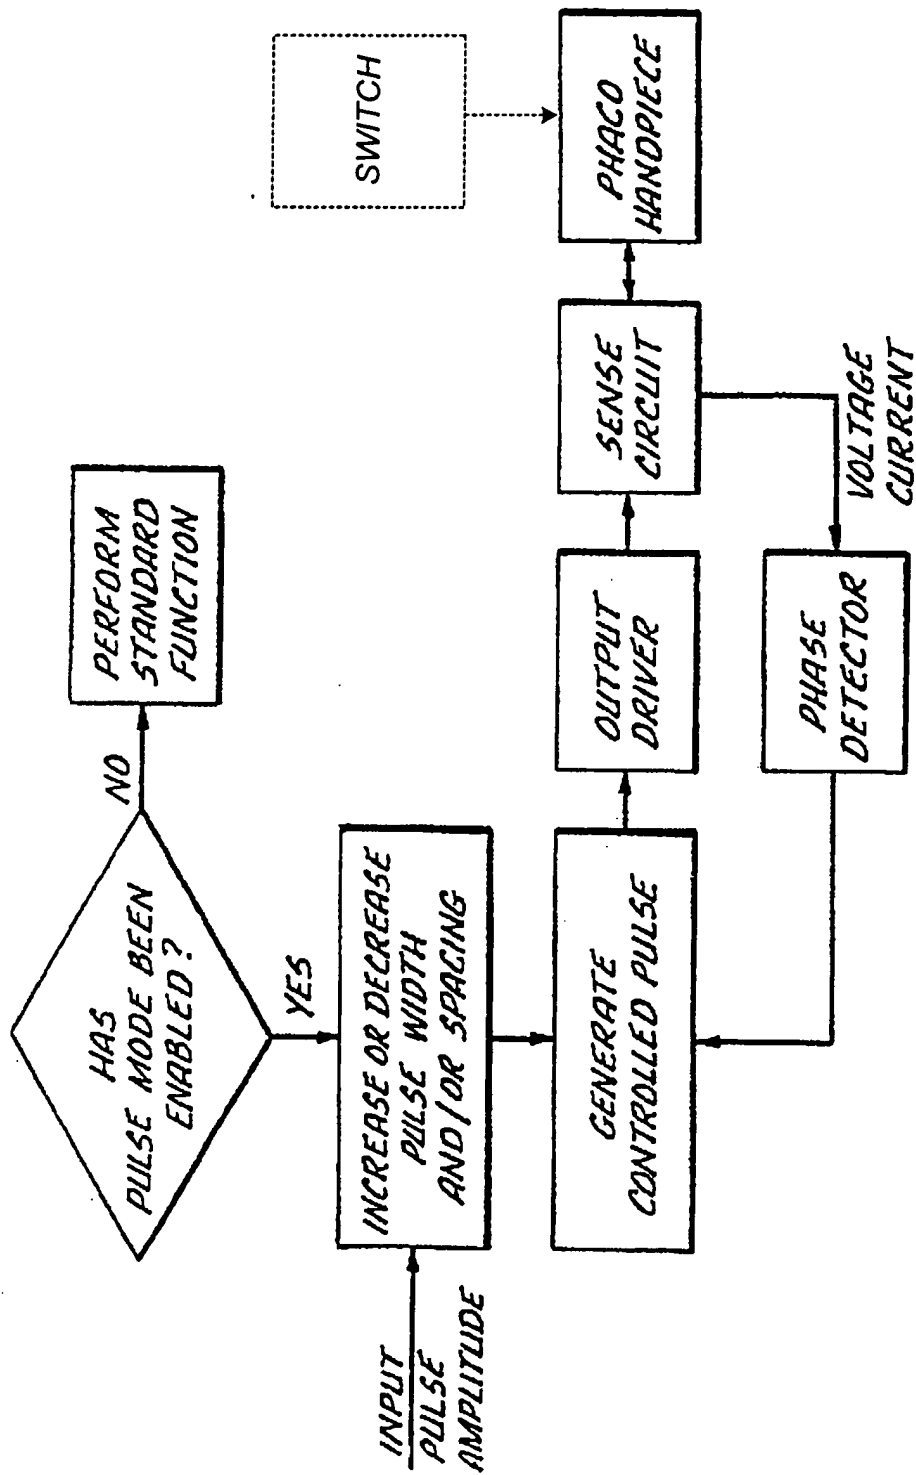 HAS
PULSE MODE BEEN
ENABLED?
NO
PERFORM
STANDARD
FUNCTION
YES
INPUT
PULSE
AMPLITUDE
INCREASE OR DECREASE
PULSE WIDTH
AND/OR SPACING
GENERATE
CONTROLLED PULSE
OUTPUT
DRIVER
SENSE
CIRCUIT
PHACO
HANDPIECE
SWITCH
PHASE
DETECTOR
VOLTAGE
CURRENT